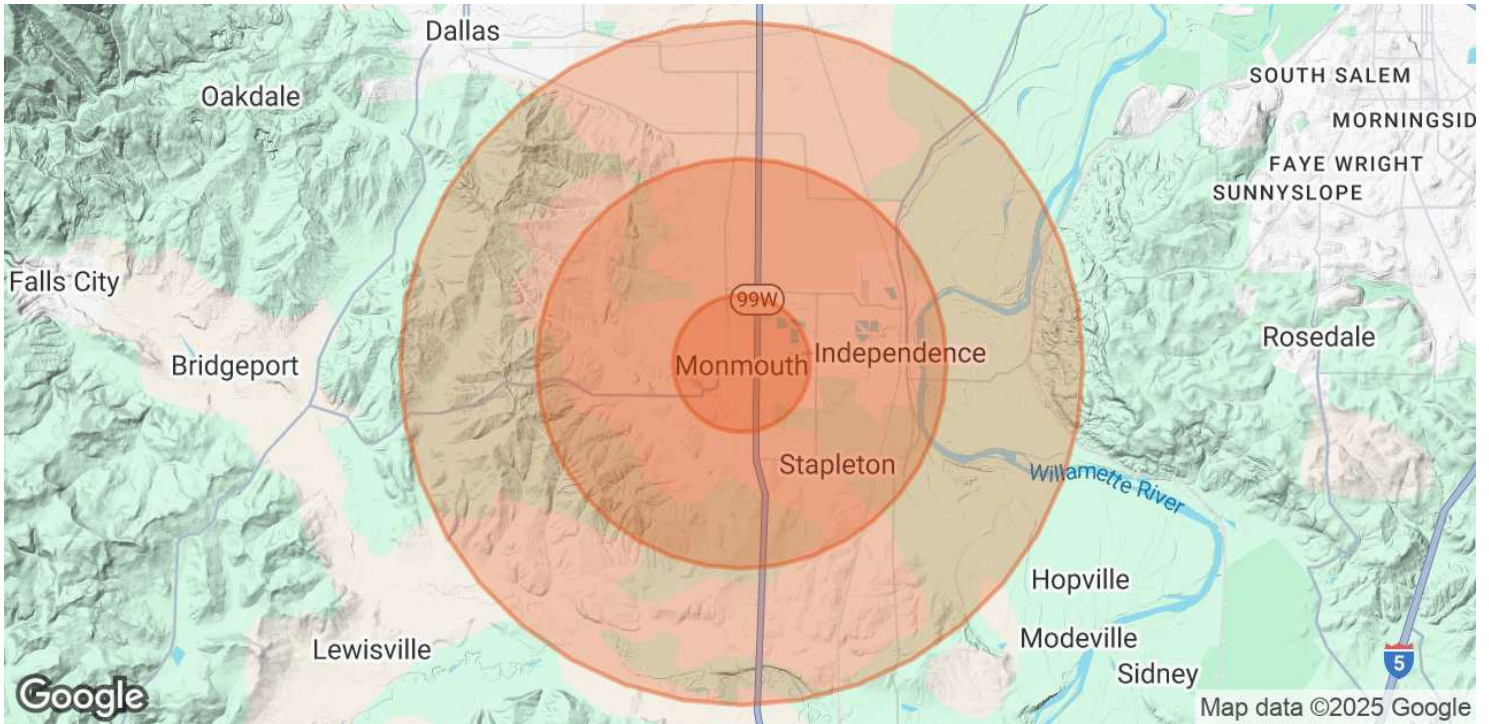 Dallas
Oakdale
SOUTH SALEM
MORNINGSID
FAYE WRIGHT
SUNNYSLOPE
Falls City
99W
Bridgeport
Monmouth
Independence
Rosedale
Stapleton
Willamette River
Hopville
Lewisville
Modeville
Sidney
5
Google
Map data ©2025 Google